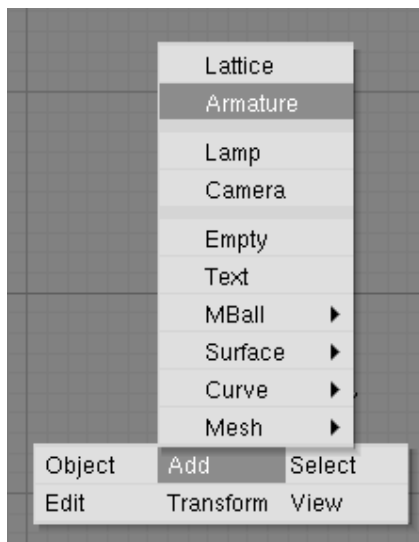 Lattice
Armature
Lamp
Camera
Empty
Text
MBall
Surface
Curve
Mesh
Object Add Select
Edit Transform View